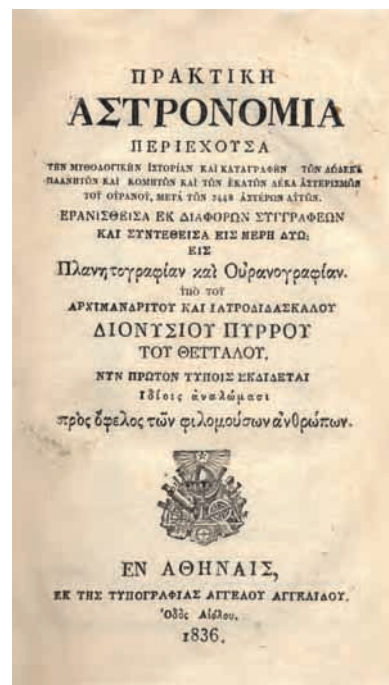 ΠΡΑΚΤΙΚΗ
ΑΣΤΡΟΝΟΜΙΑ
ΠΕΡΙΕΧΟΥΣΑ
ΤΗΝ ΜΥΘΟΛΟΓΙΚΗΝ ΙΣΤΟΡΙΑΝ ΚΑΙ ΚΑΤΑΓΡΑΦΗΝ ΤΩΝ ΔΩΔΕΚΑ
ΠΛΑΝΗΤΩΝ ΚΑΙ ΚΟΜΗΤΩΝ ΚΑΙ ΤΩΝ ΕΚΑΤΩΝ ΔΕΚΑ ΑΣΤΕΡΙΣΜΩΝ
ΤΟΥ ΟΥΡΑΝΟΥ, ΜΕΤΑ ΤΩΝ 3448 ΑΣΤΕΡΩΝ ΑΥΤΩΝ.
ΕΡΑΝΙΣΘΕΙΣΑ ΕΚ ΔΙΑΦΟΡΩΝ ΣΥΓΓΡΑΦΕΩΝ
ΚΑΙ ΣΥΝΤΕΘΕΙΣΑ ΕΙΣ ΜΕΡΗ ΔΥΩ;
ΕΙΣ
Πλανητογραφίαν καὶ Οὐρανογραφίαν.
ὑπὸ τοῦ
ΑΡΧΙΜΑΝΔΡΙΤΟΥ ΚΑΙ ΙΑΤΡΟΔΙΔΑΣΚΑΛΟΥ
ΔΙΟΝΥΣΙΟΥ ΠΥΡΡΟΥ
ΤΟΥ ΘΕΤΤΑΛΟΥ,
ΝΥΝ ΠΡΩΤΟΝ ΤΥΠΟΙΣ ΕΚΔΙΔΕΤΑΙ
Ἰδίοις ἀναλώμασι
πρὸς ὄφελος τῶν φιλομούσων ἀνθρώπων.
ΕΝ ΑΘΗΝΑΙΣ,
ΕΚ ΤΗΣ ΤΥΠΟΓΡΑΦΙΑΣ ΑΓΓΕΛΟΥ ΑΓΓΕΛΙΔΟΥ.
Ὁδὸς Αἰόλου.
1836.